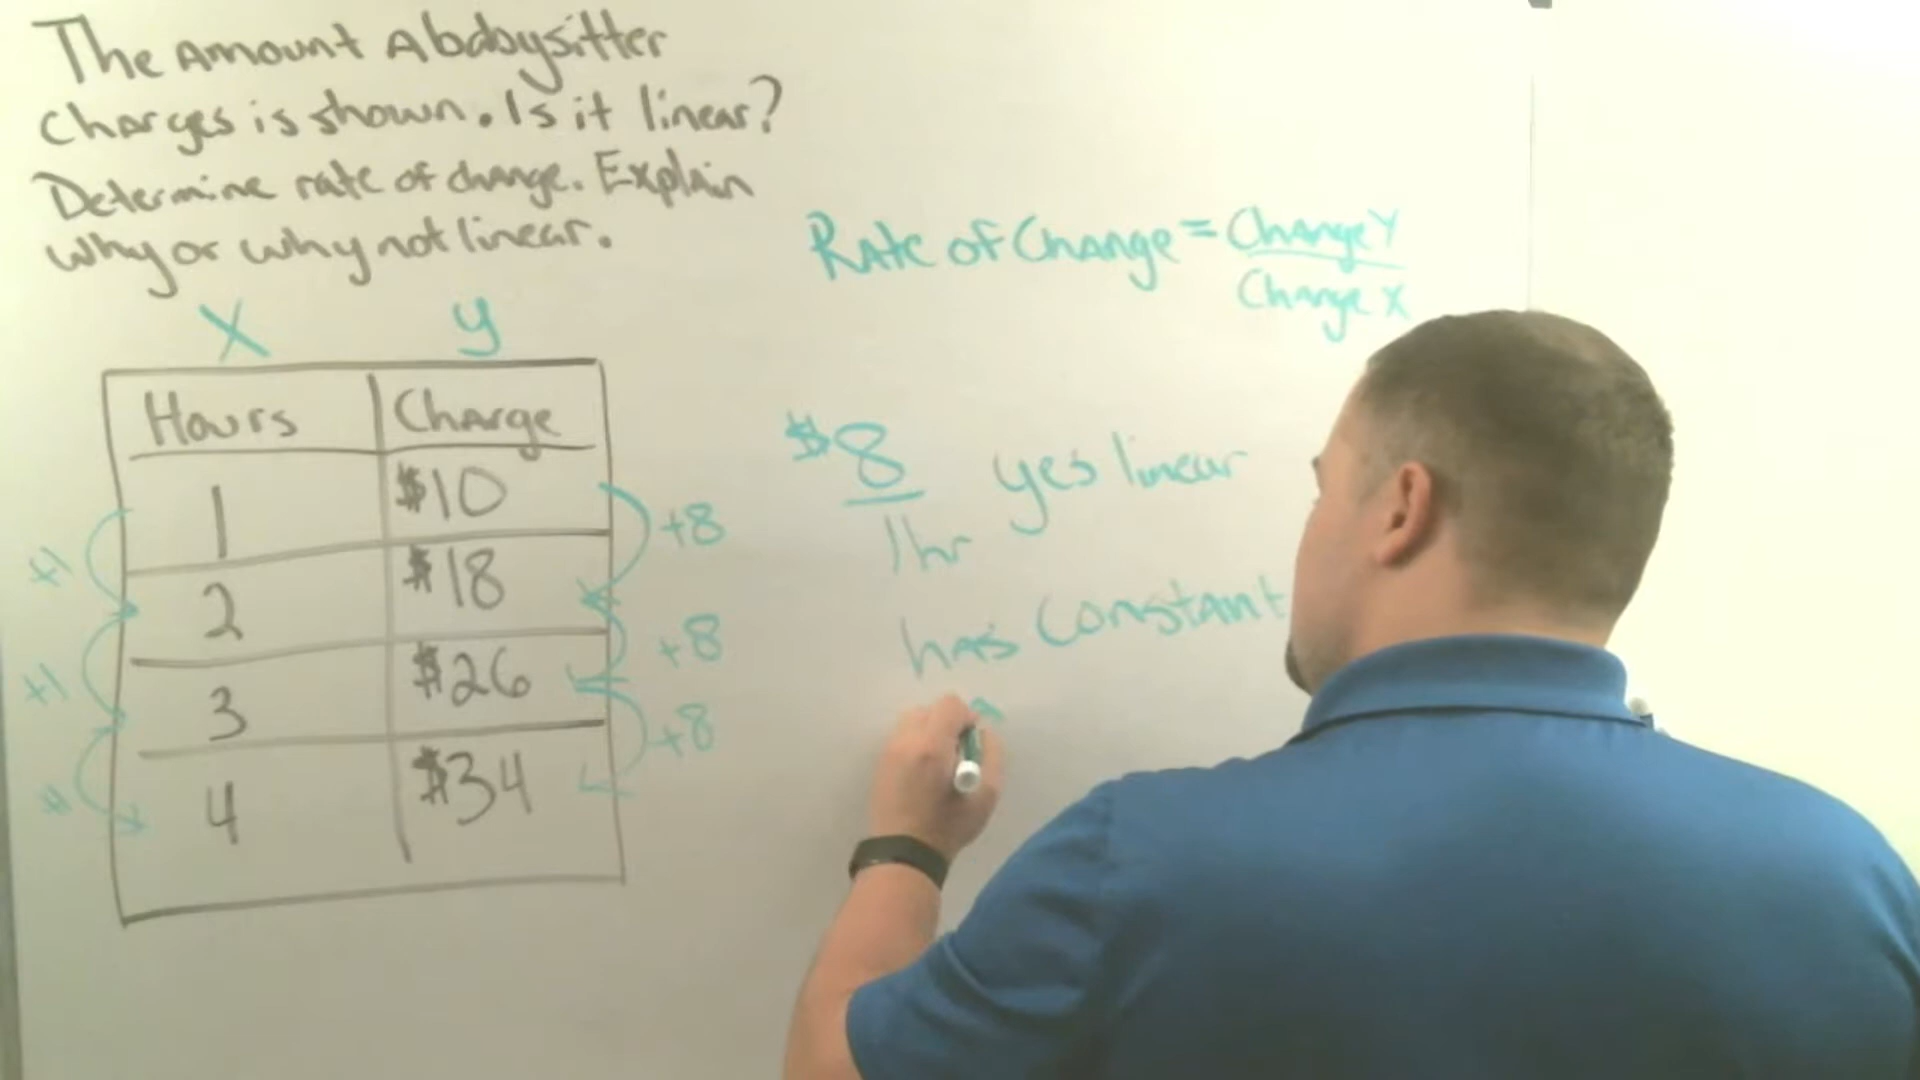 The Amount A babysitter
charges is shown. Is it linear?
Determine rate of change. Explain
why or why not linear.
Rate of Change = Change Y
Change X
X y
Hours Charge
1 $10
2 $18
3 $26
4 $34
+1
+1
+1
+8
+8
+8
$8 yes linear
1hr
has constant